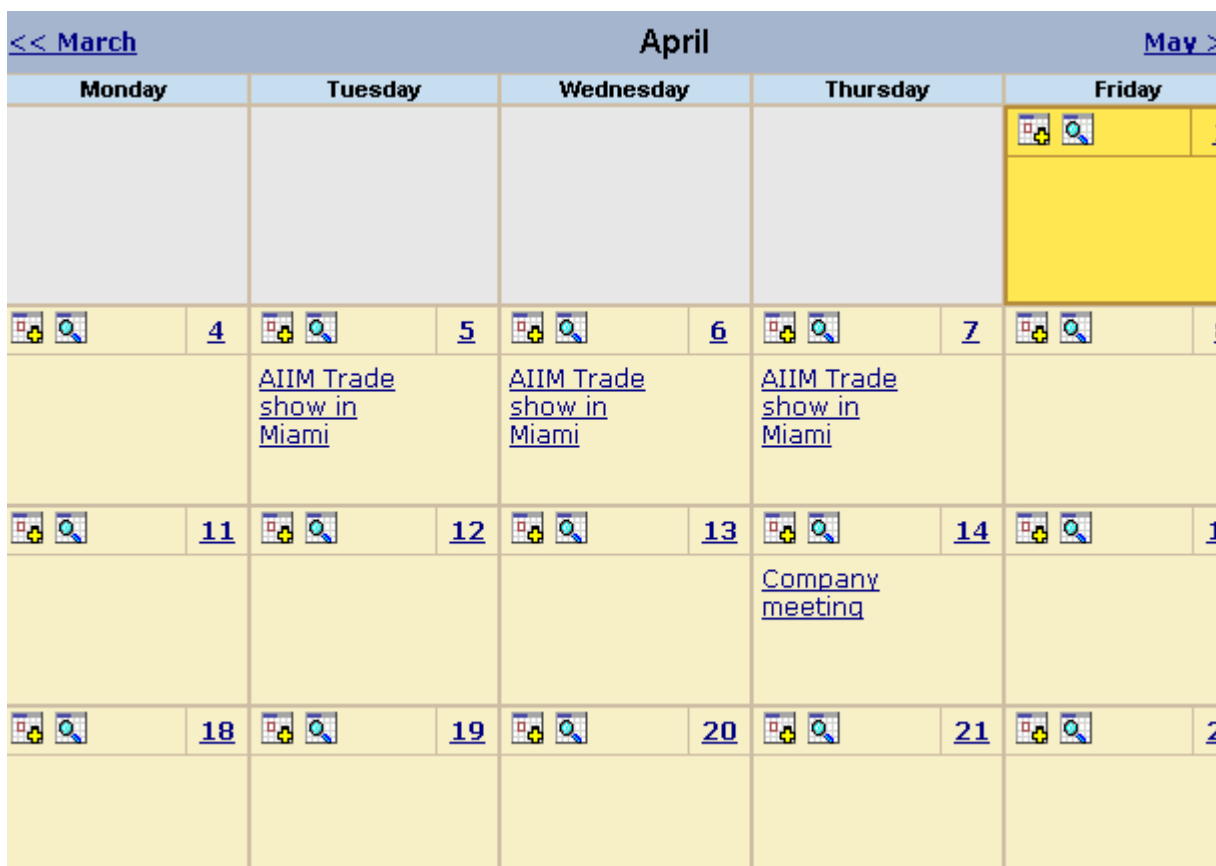 << March April May >
Monday Tuesday Wednesday Thursday Friday
4 5 6 7
AIIM Trade AIIM Trade AIIM Trade
show in show in show in
Miami Miami Miami
11 12 13 14
Company
meeting
18 19 20 21